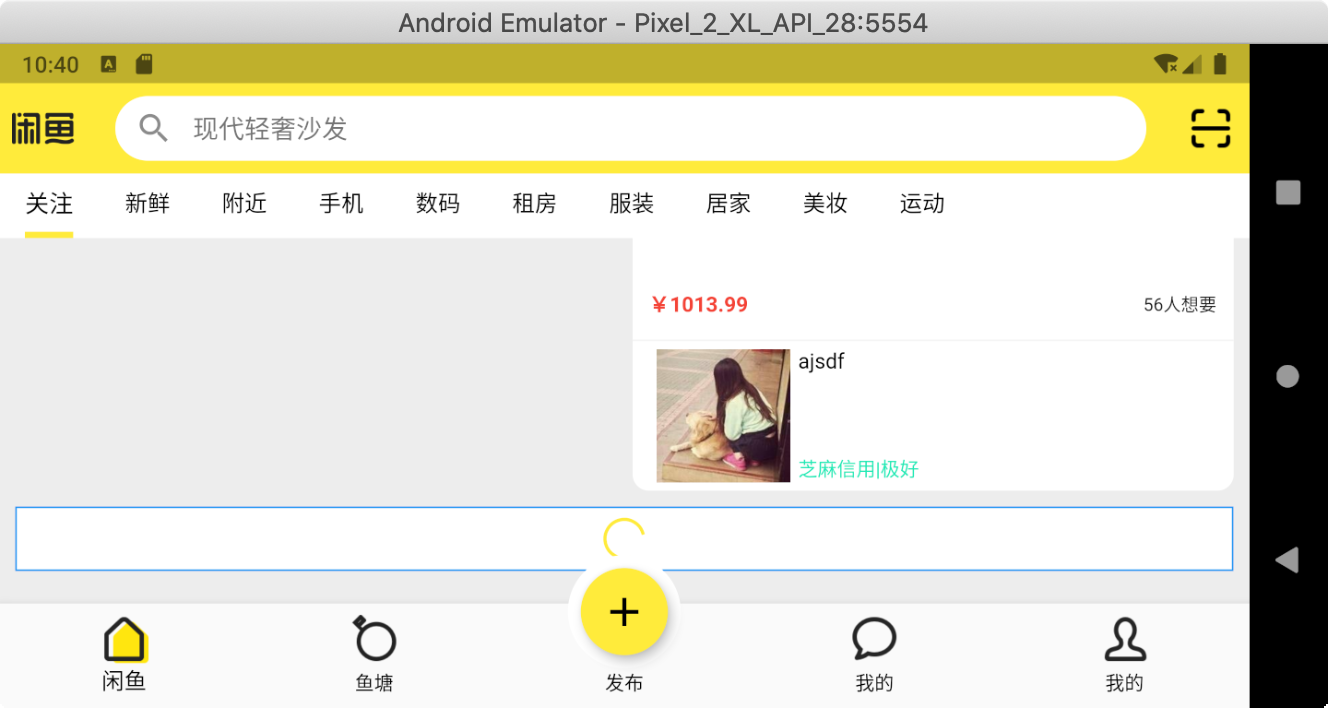 Android Emulator - Pixel_2_XL_API_28:5554
10:40 A
闲鱼 现代轻奢沙发
关注 新鲜 附近 手机 数码 租房 服装 居家 美妆 运动
￥1013.99 56人想要
ajsdf
芝麻信用|极好
闲鱼 鱼塘 发布 我的 我的